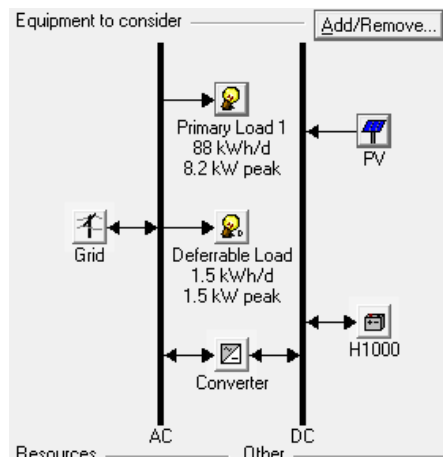 Equipment to consider
Add/Remove...
Primary Load 1
88 kWh/d
8.2 kW peak
PV
Grid
Deferrable Load
1.5 kWh/d
1.5 kW peak
H1000
Converter
AC
DC
Resources
Other